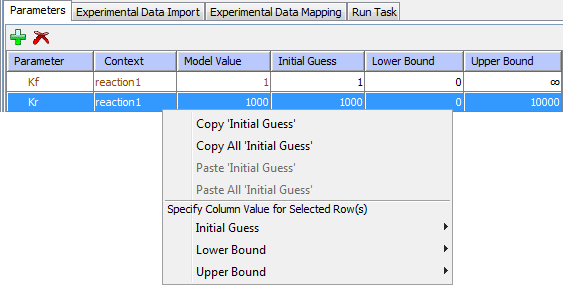 Parameters Experimental Data Import Experimental Data Mapping Run Task
Parameter Context Model Value Initial Guess Lower Bound Upper Bound
Kf reaction1 1 1 0 ∞
Kr reaction1 1000 1000 0 10000
Copy 'Initial Guess'
Copy All 'Initial Guess'
Paste 'Initial Guess'
Paste All 'Initial Guess'
Specify Column Value for Selected Row(s)
Initial Guess
Lower Bound
Upper Bound